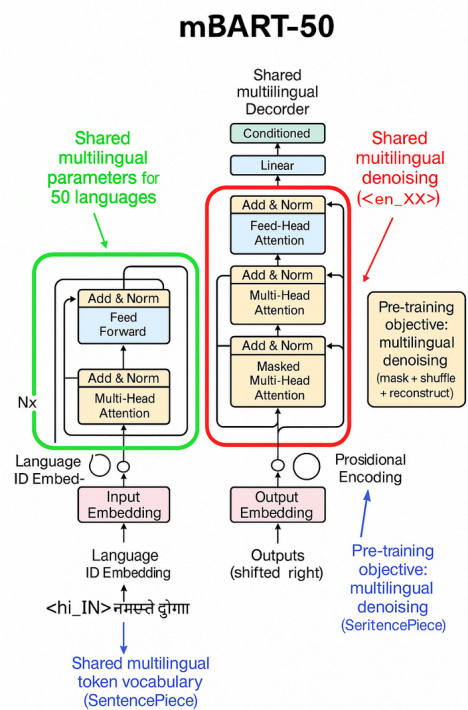 mBART-50
Shared
multilingual
Decorder
Conditioned
Linear
Shared
multilingual
parameters for
50 languages
Shared
multilingual
denoising
(<en_XX>)
Add & Norm
Feed-Head
Attention
Add & Norm
Multi-Head
Attention
Add & Norm
Masked
Multi-Head
Attention
Add & Norm
Feed
Forward
Add & Norm
Multi-Head
Attention
Nx
Pre-training
objective:
multilingual
denoising
(mask + shuffle
+ reconstruct)
Language
ID Embed-
Prosidional
Encoding
Input
Embedding
Output
Embedding
Language
ID Embedding
Outputs
(shifted right)
<hi_IN> नमस्ते दोगाा
Pre-training
objective:
multilingual
denoising
(SeritencePiece)
Shared multilingual
token vocabulary
(SentencePiece)